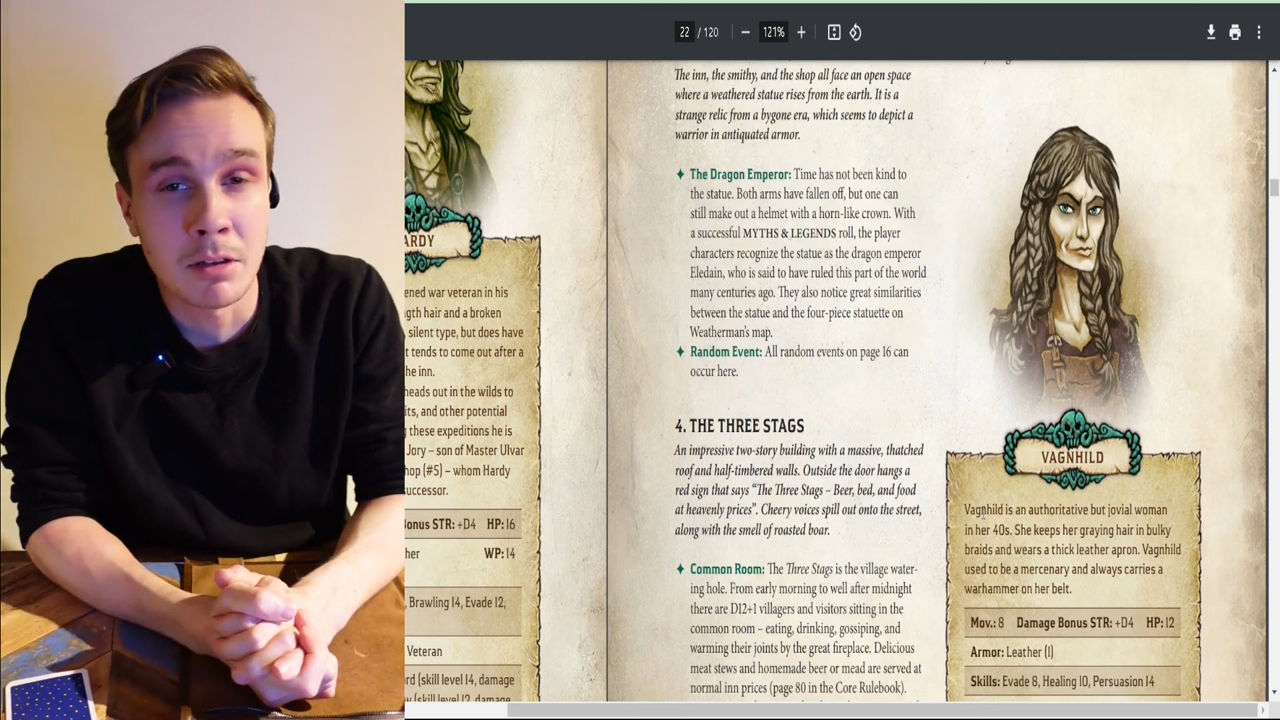 22 / 120
121%
ARDY
ened war veteran in his
gth hair and a broken
silent type, but does have
t tends to come out after a
he inn.
heads out in the wilds to
its, and other potential
these expeditions he is
Jory – son of Master Ulvar
hop (#5) – whom Hardy
uccessor.
Bonus STR: +D4 HP: 16
her WP: 14
, Brawling 14, Evade 12,
Veteran
rd (skill level 14, damage
The inn, the smithy, and the shop all face an open space
where a weathered statue rises from the earth. It is a
strange relic from a bygone era, which seems to depict a
warrior in antiquated armor.
✦ The Dragon Emperor: Time has not been kind to
the statue. Both arms have fallen off, but one can
still make out a helmet with a horn-like crown. With
a successful MYTHS & LEGENDS roll, the player
characters recognize the statue as the dragon emperor
Eledain, who is said to have ruled this part of the world
many centuries ago. They also notice great similarities
between the statue and the four-piece statuette on
Weatherman's map.
✦ Random Event: All random events on page 16 can
occur here.
4. THE THREE STAGS
An impressive two-story building with a massive, thatched
roof and half-timbered walls. Outside the door hangs a
red sign that says “The Three Stags – Beer, bed, and food
at heavenly prices”. Cheery voices spill out onto the street,
along with the smell of roasted boar.
✦ Common Room: The Three Stags is the village water-
ing hole. From early morning to well after midnight
there are D12+1 villagers and visitors sitting in the
common room – eating, drinking, gossiping, and
warming their joints by the great fireplace. Delicious
meat stews and homemade beer or mead are served at
normal inn prices (page 80 in the Core Rulebook).
VAGNHILD
Vagnhild is an authoritative but jovial woman
in her 40s. She keeps her graying hair in bulky
braids and wears a thick leather apron. Vagnhild
used to be a mercenary and always carries a
warhammer on her belt.
Mov.: 8 Damage Bonus STR: +D4 HP: 12
Armor: Leather (1)
Skills: Evade 8, Healing 10, Persuasion 14